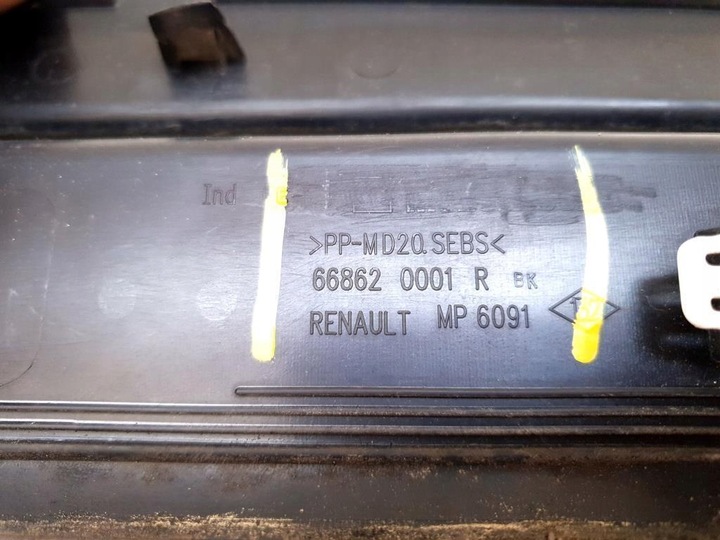 Ind E
>PP-MD20.SEBS<
66862 0001 R BK
RENAULT MP 6091